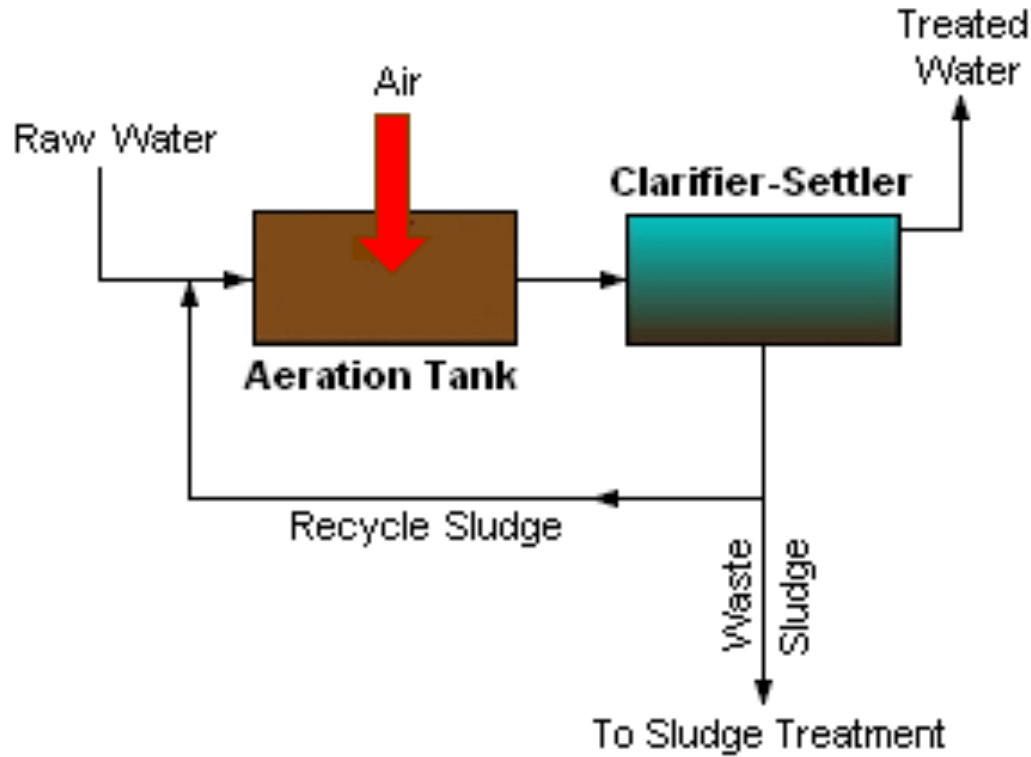 Treated
Water
Air
Raw Water
Clarifier-Settler
Aeration Tank
Recycle Sludge
Waste
Sludge
To Sludge Treatment